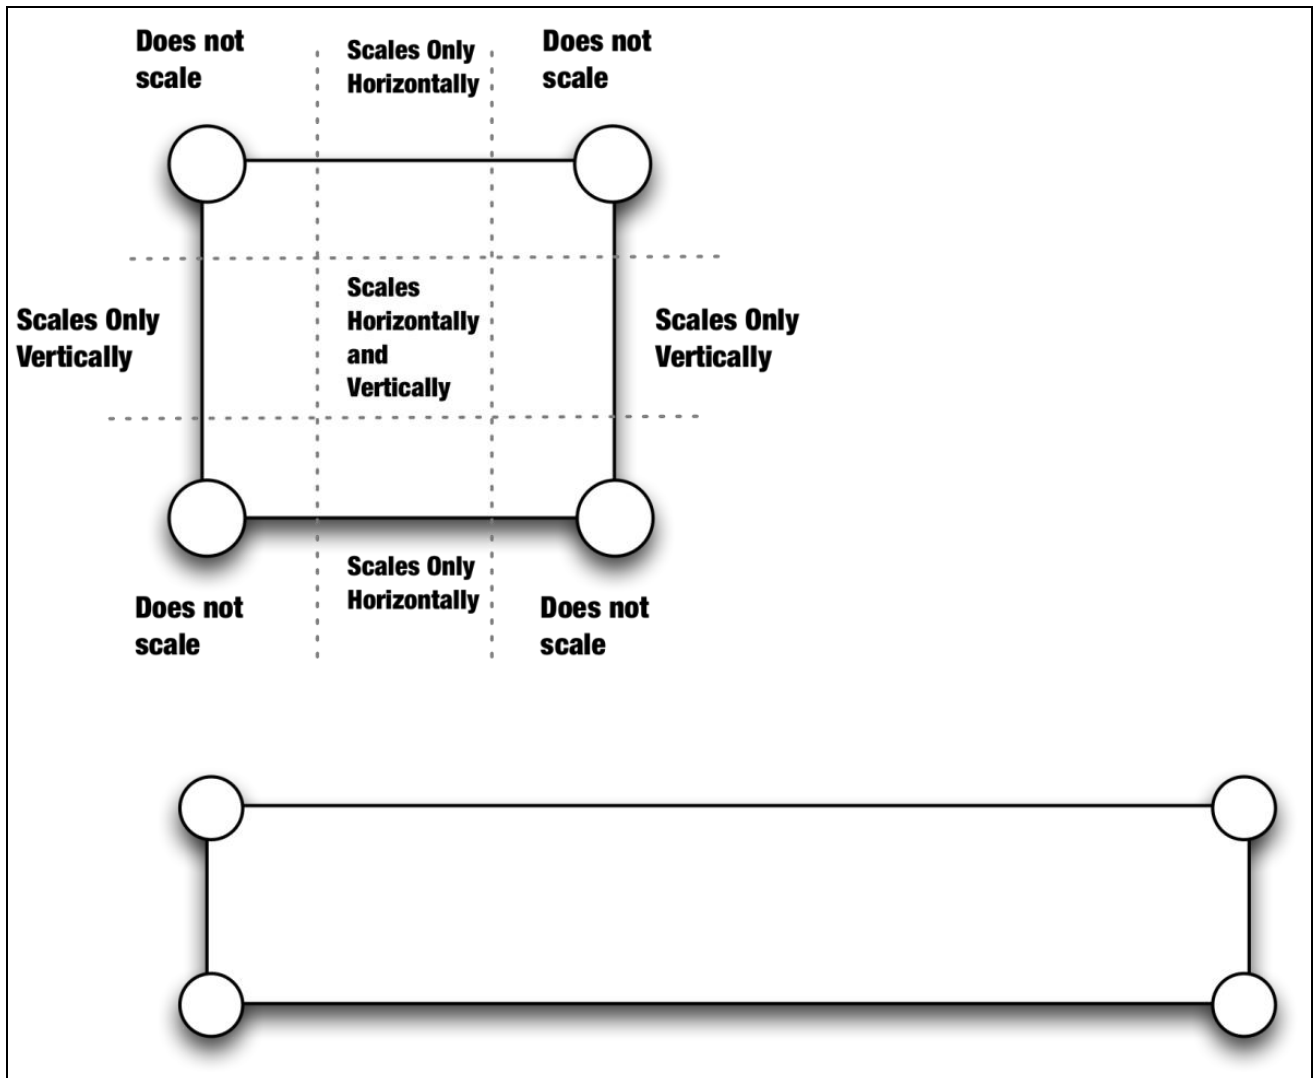 Does not
scale
Scales Only
Horizontally
Does not
scale
Scales Only
Vertically
Scales
Horizontally
and
Vertically
Scales Only
Vertically
Does not
scale
Scales Only
Horizontally
Does not
scale